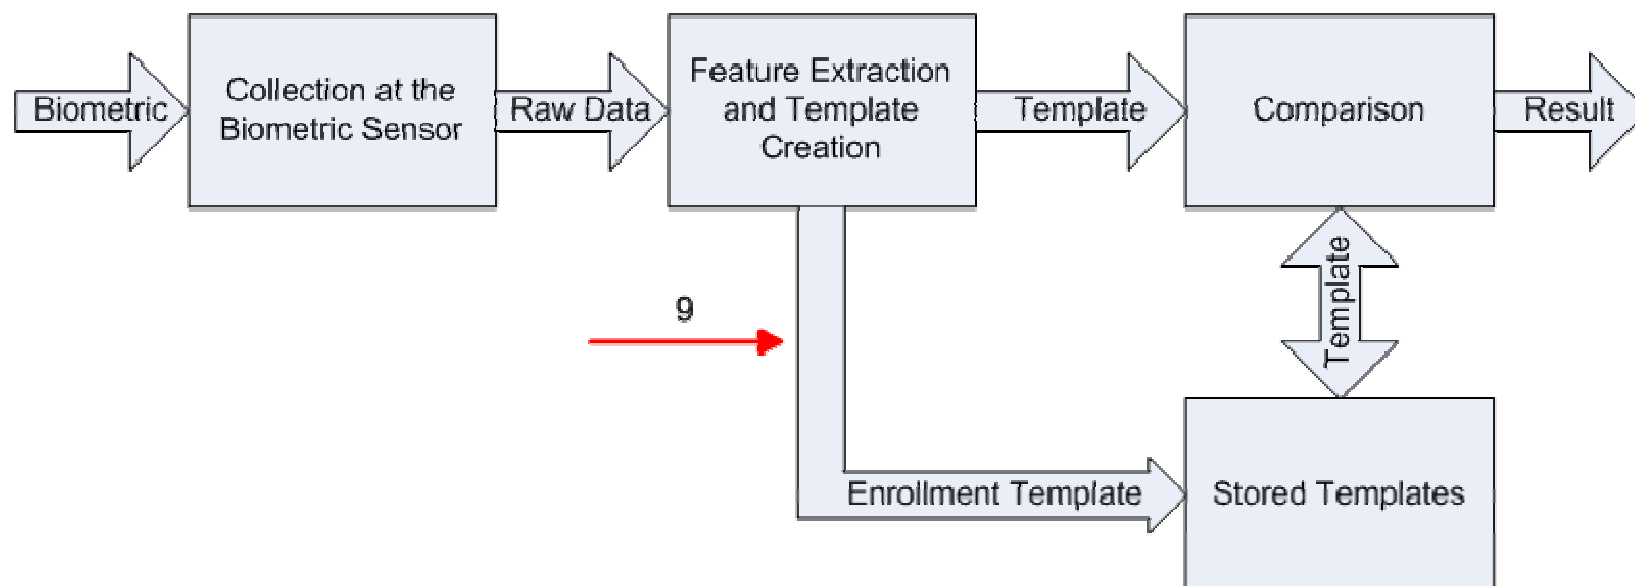 Biometric
Collection at the
Biometric Sensor
Raw Data
Feature Extraction
and Template
Creation
Template
Comparison
Result
9
Template
Enrollment Template
Stored Templates